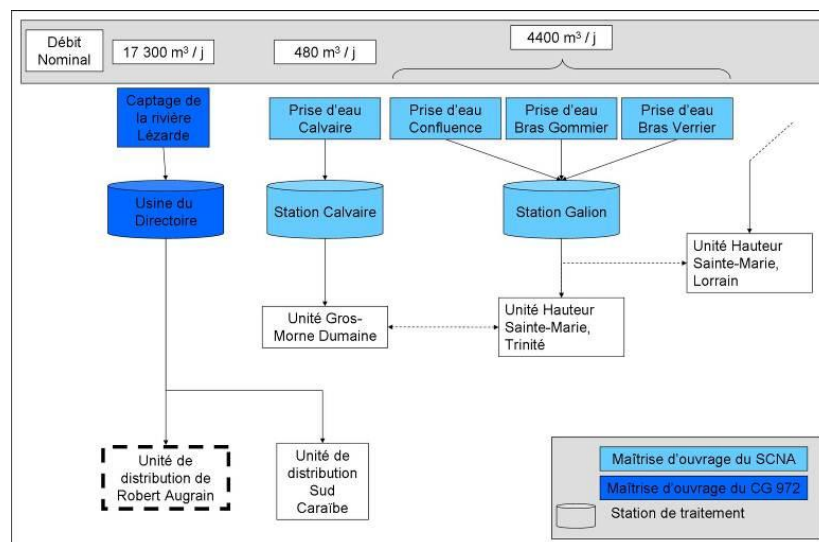 Débit
Nominal
17 300 m³ / j
480 m³ / j
4400 m³ / j
Captage de
la rivière
Lézarde
Prise d'eau
Calvaire
Prise d'eau
Confluence
Prise d'eau
Bras Gommier
Prise d'eau
Bras Verrier
Usine du
Directoire
Station Calvaire
Station Galion
Unité Hauteur
Sainte-Marie,
Lorrain
Unité Gros-
Morne Dumaine
Unité Hauteur
Sainte-Marie,
Trinité
Unité de
distribution de
Robert Augrain
Unité de
distribution
Sud
Caraïbe
Maîtrise d'ouvrage du SCNA
Maîtrise d'ouvrage du CG 972
Station de traitement